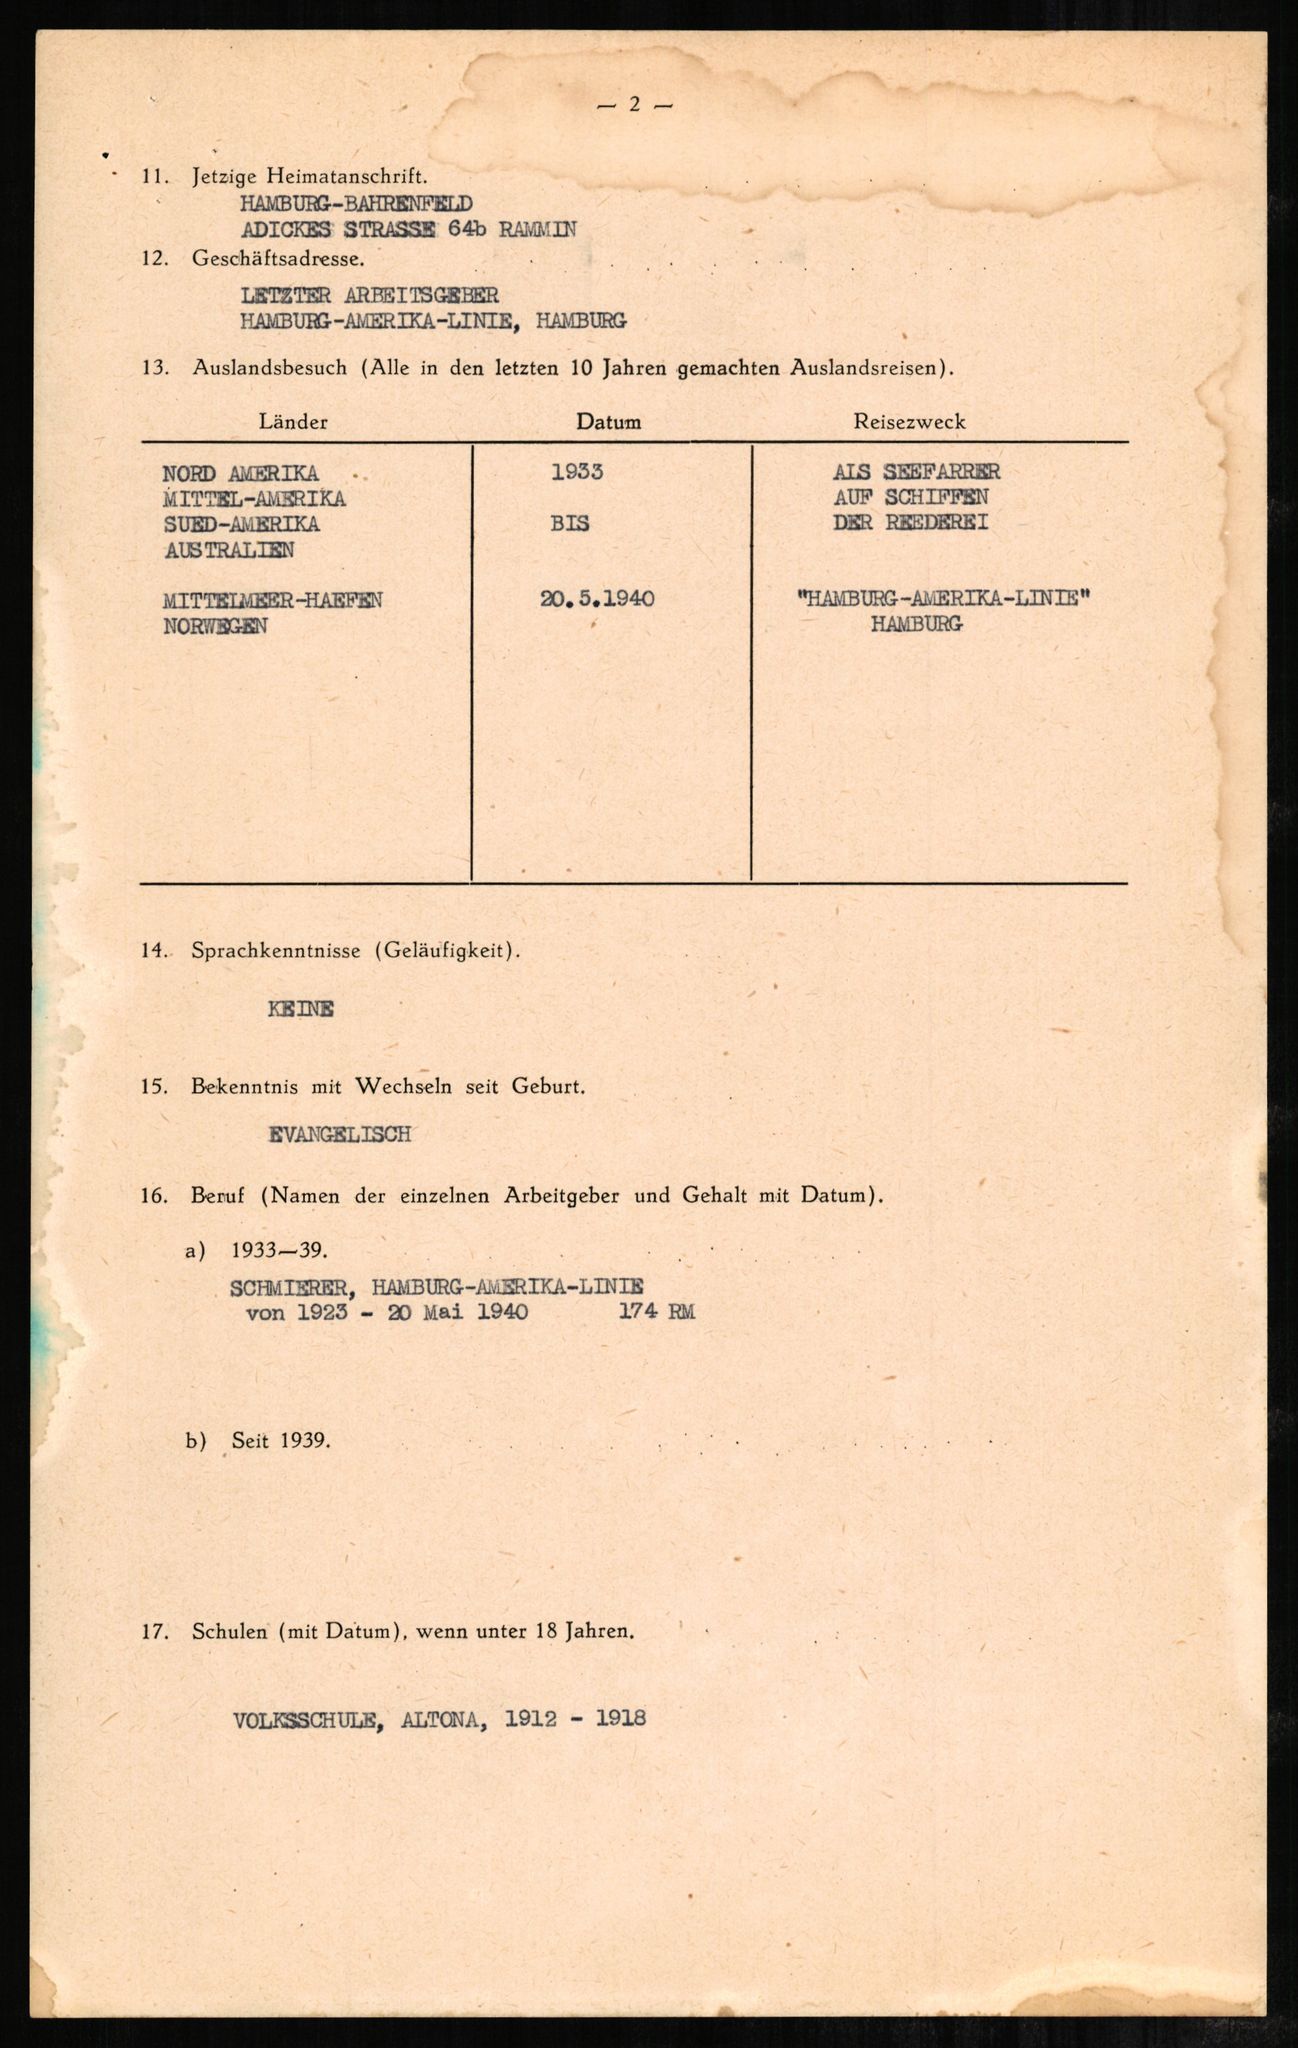 — 2 —
11. Jetzige Heimatanschrift.
HAMBURG-BAHRENFELD
ADICKES STRASSE 64b RAMMIN
12. Geschäftsadresse.
LETZTER ARBEITSGEBER
HAMBURG-AMERIKA-LINIE, HAMBURG
13. Auslandsbesuch (Alle in den letzten 10 Jahren gemachten Auslandsreisen).
Länder Datum Reisezweck
NORD AMERIKA 1933 ALS SEEFARRER
MITTEL-AMERIKA AUF SCHIFFEN
SUED-AMERIKA BIS DER REEDEREI
AUSTRALIEN
MITTELMEER-HAEFEN 20.5.1940 "HAMBURG-AMERIKA-LINIE"
NORWEGEN HAMBURG
14. Sprachkenntnisse (Geläufigkeit).
KEINE
15. Bekenntnis mit Wechseln seit Geburt.
EVANGELISCH
16. Beruf (Namen der einzelnen Arbeitgeber und Gehalt mit Datum).
a) 1933—39.
SCHMIERER, HAMBURG-AMERIKA-LINIE
von 1923 - 20 Mai 1940 174 RM
b) Seit 1939.
17. Schulen (mit Datum), wenn unter 18 Jahren.
VOLKSSCHULE, ALTONA, 1912 - 1918